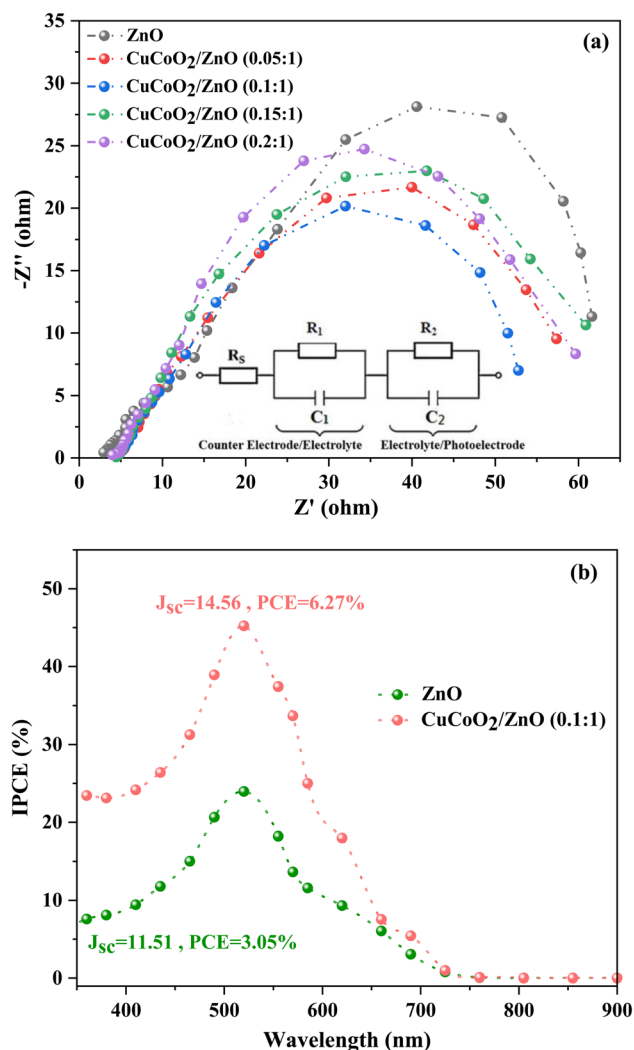 (a)
ZnO
CuCoO₂/ZnO (0.05:1)
CuCoO₂/ZnO (0.1:1)
CuCoO₂/ZnO (0.15:1)
CuCoO₂/ZnO (0.2:1)
-Z'' (ohm)
35
30
25
20
15
10
5
0
R_S
R₁
R₂
C₁
C₂
Counter Electrode/Electrolyte
Electrolyte/Photoelectrode
0 10 20 30 40 50 60
Z' (ohm)
(b)
J_sc=14.56 , PCE=6.27%
ZnO
CuCoO₂/ZnO (0.1:1)
IPCE (%)
50
40
30
20
10
0
J_sc=11.51 , PCE=3.05%
400 500 600 700 800 900
Wavelength (nm)